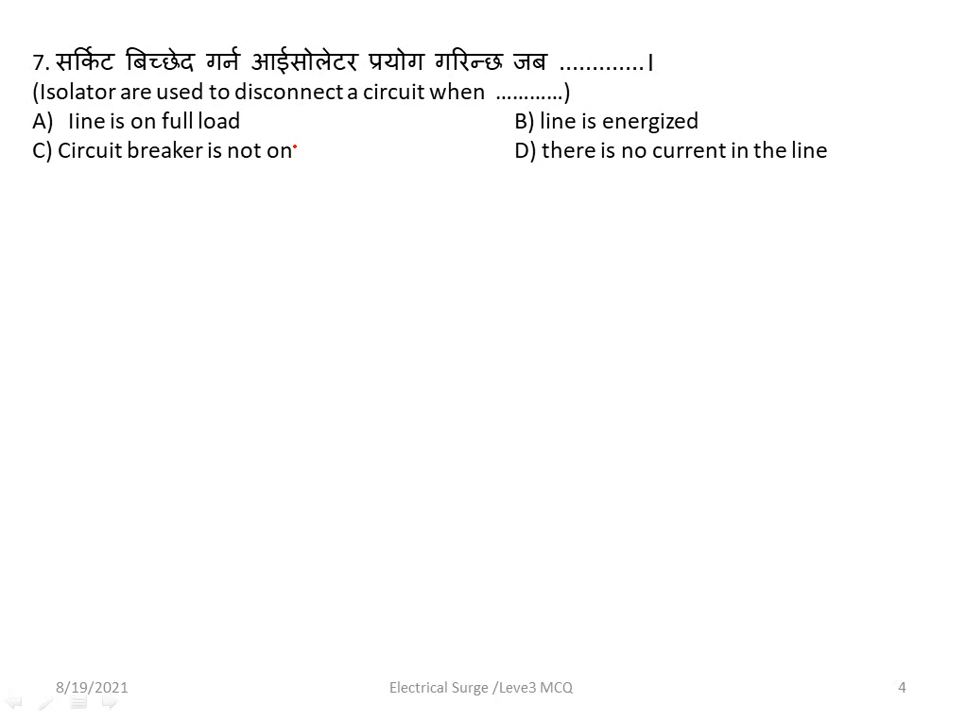 7. सर्किट बिच्छेद गर्न आईसोलेटर प्रयोग गरिन्छ जब .............।
(Isolator are used to disconnect a circuit when …………)
A) Iine is on full load B) line is energized
C) Circuit breaker is not on D) there is no current in the line
8/19/2021 Electrical Surge /Leve3 MCQ 4